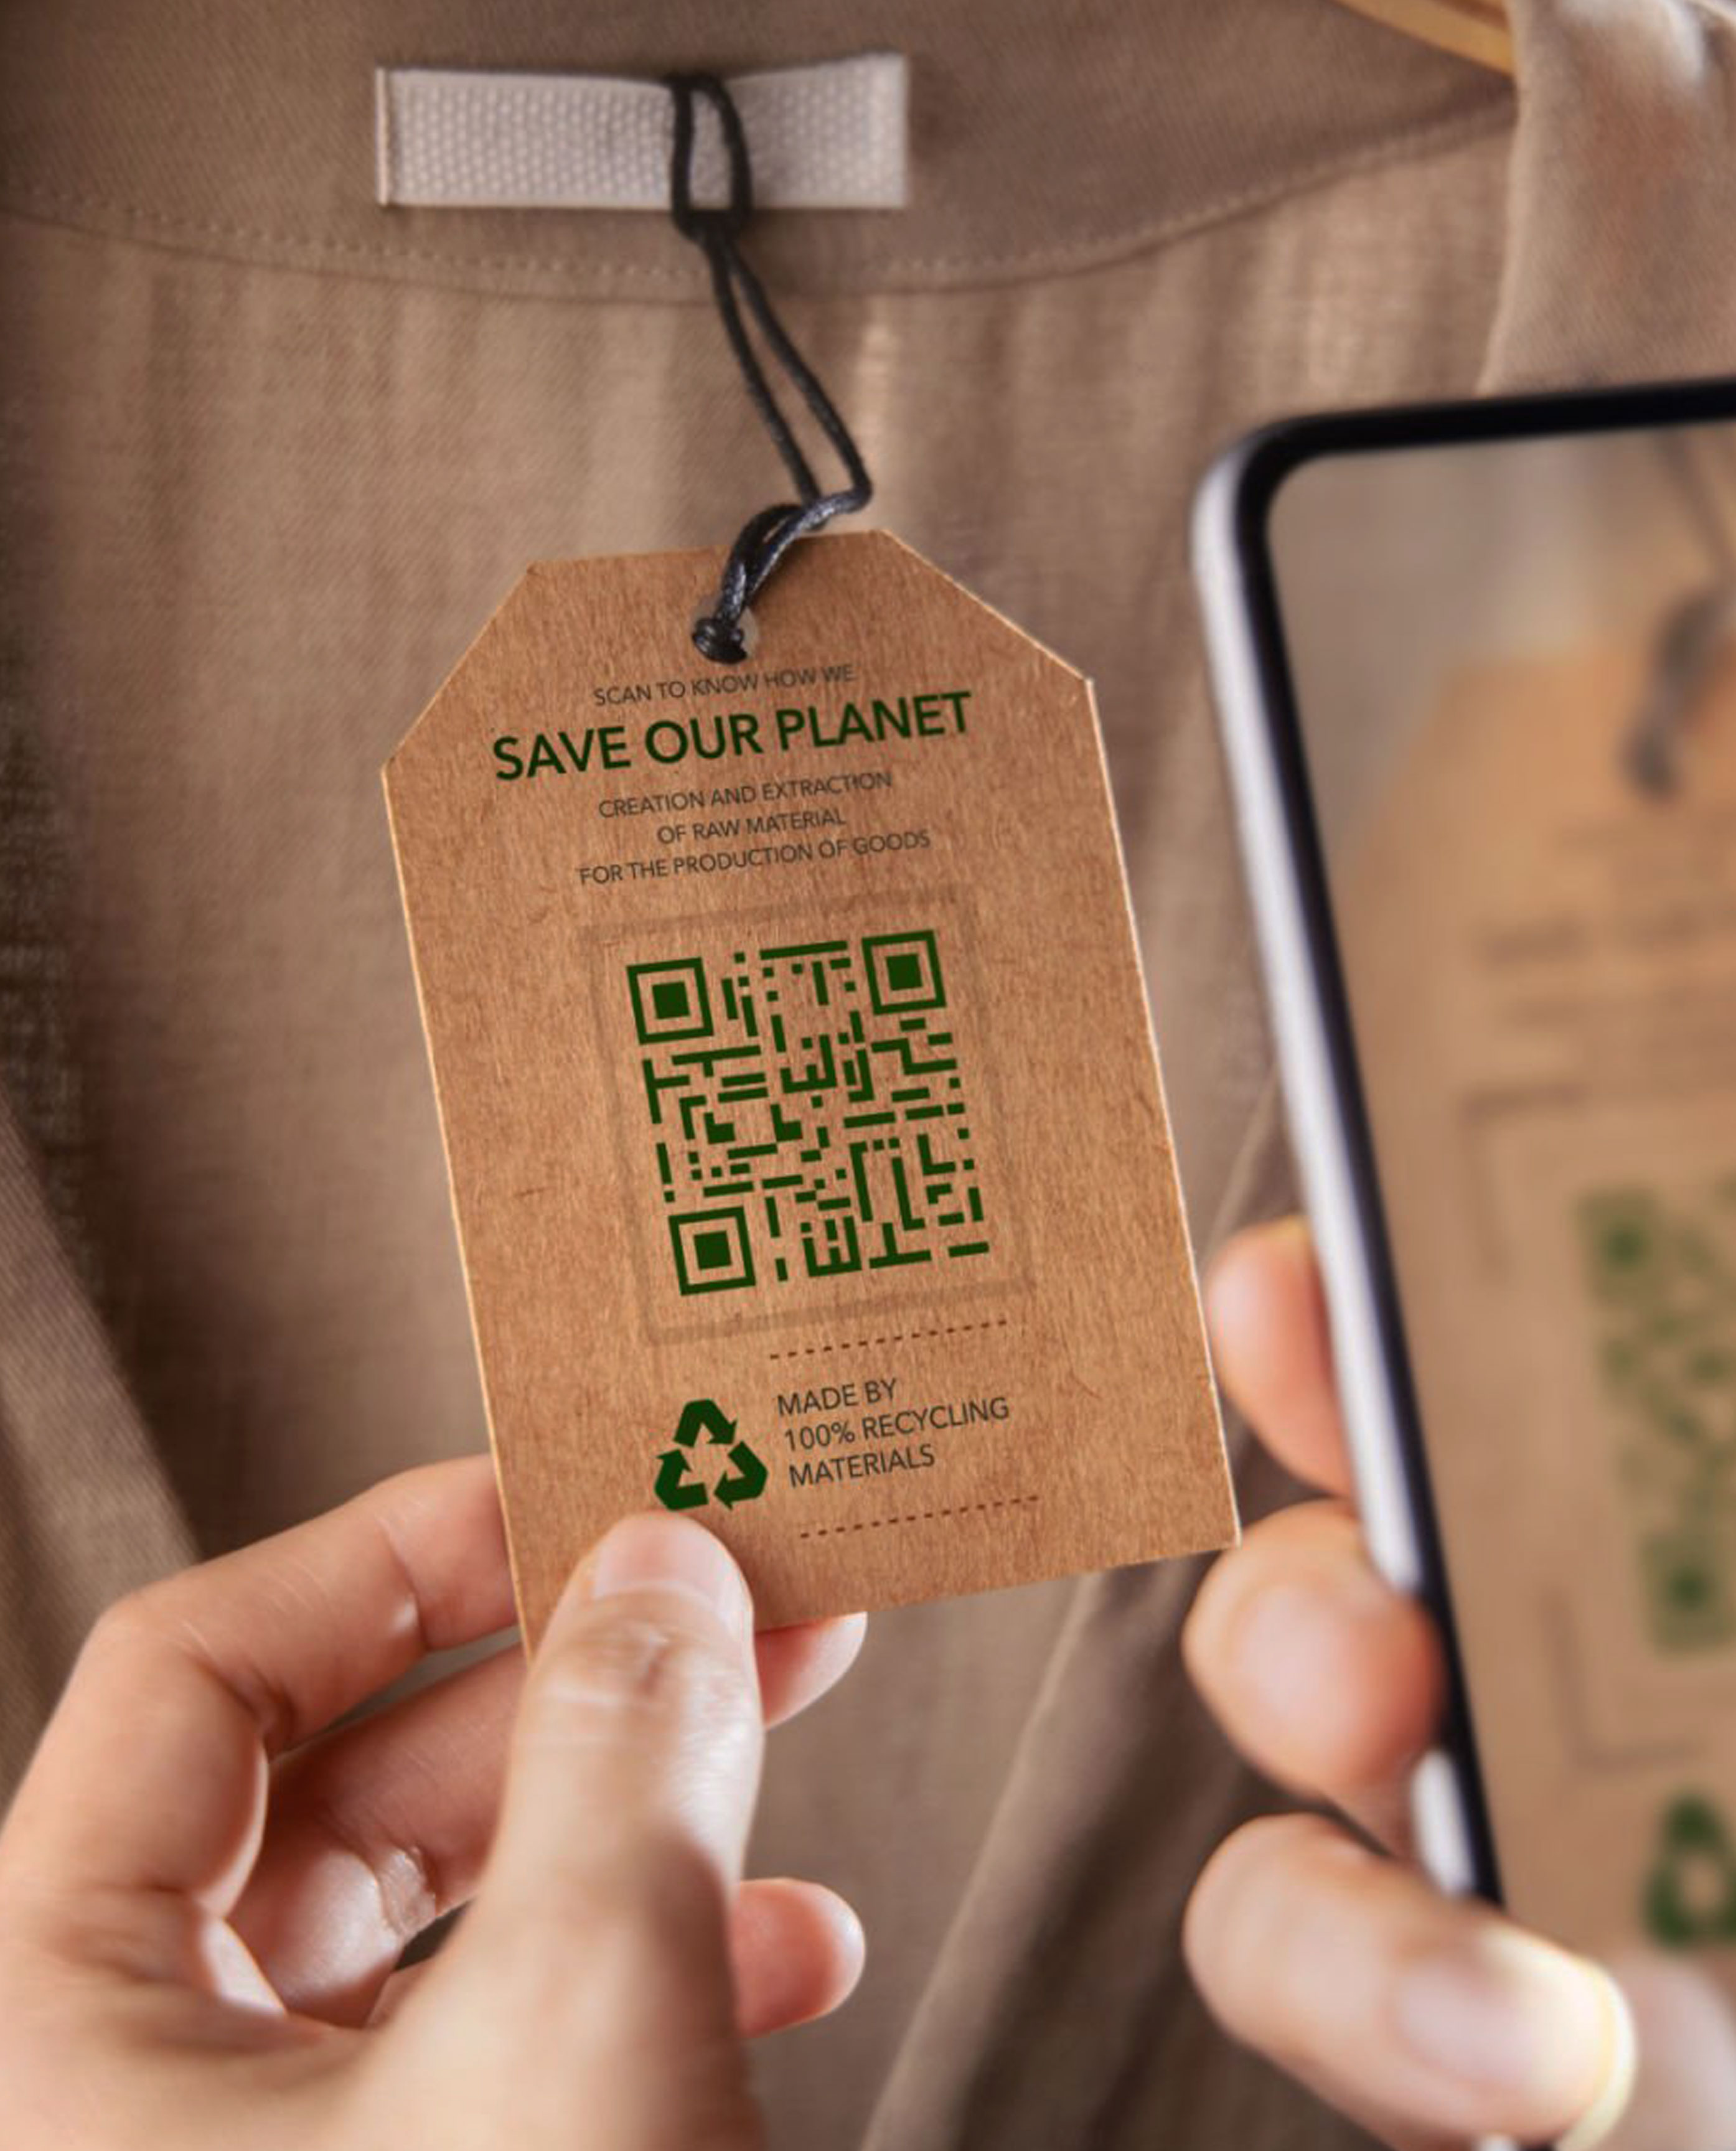 SCAN TO KNOW HOW WE
SAVE OUR PLANET
CREATION AND EXTRACTION
OF RAW MATERIAL
FOR THE PRODUCTION OF GOODS
MADE BY
100% RECYCLING
MATERIALS